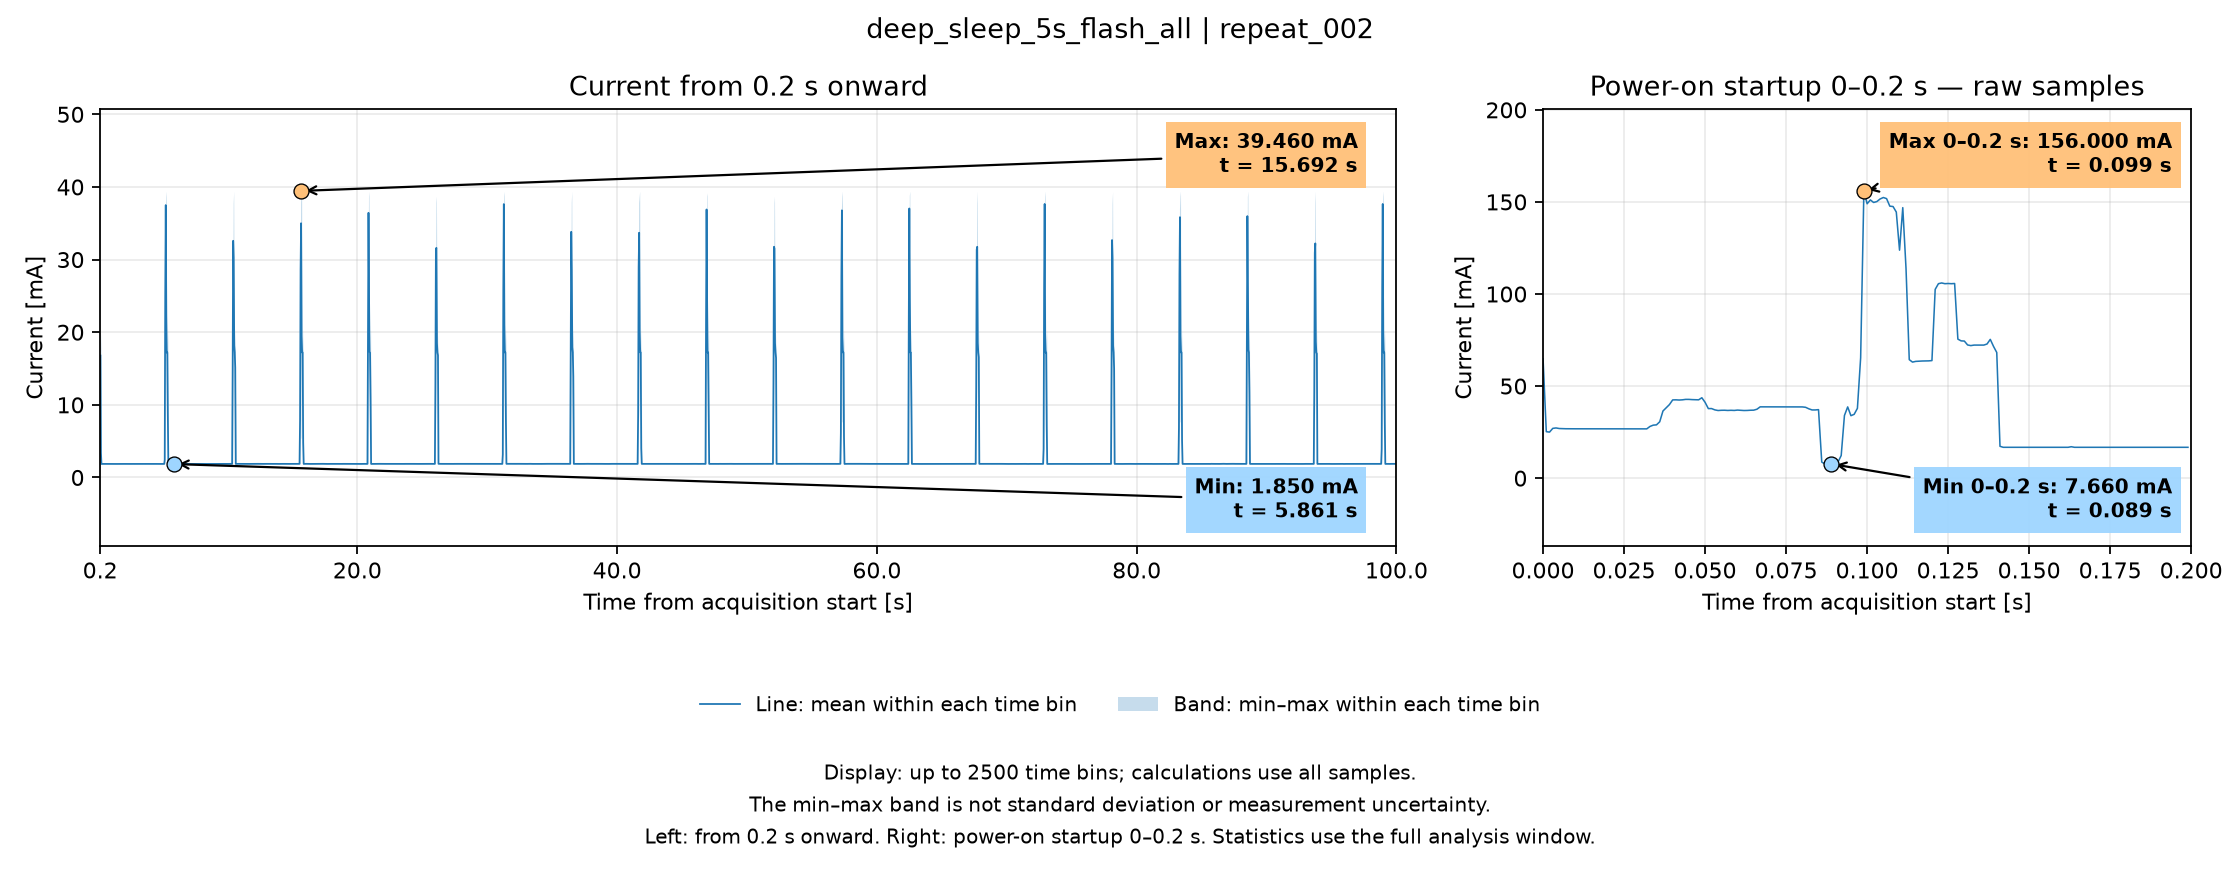 deep_sleep_5s_flash_all | repeat_002
Current from 0.2 s onward
50
40
30
20
10
0
Current [mA]
Max: 39.460 mA
t = 15.692 s
Min: 1.850 mA
t = 5.861 s
0.2
20.0
40.0
60.0
80.0
100.0
Time from acquisition start [s]
Power-on startup 0–0.2 s — raw samples
200
150
100
50
0
Current [mA]
Max 0–0.2 s: 156.000 mA
t = 0.099 s
Min 0–0.2 s: 7.660 mA
t = 0.089 s
0.000
0.025
0.050
0.075
0.100
0.125
0.150
0.175
0.200
Time from acquisition start [s]
Line: mean within each time bin
Band: min–max within each time bin
Display: up to 2500 time bins; calculations use all samples.
The min–max band is not standard deviation or measurement uncertainty.
Left: from 0.2 s onward. Right: power-on startup 0–0.2 s. Statistics use the full analysis window.